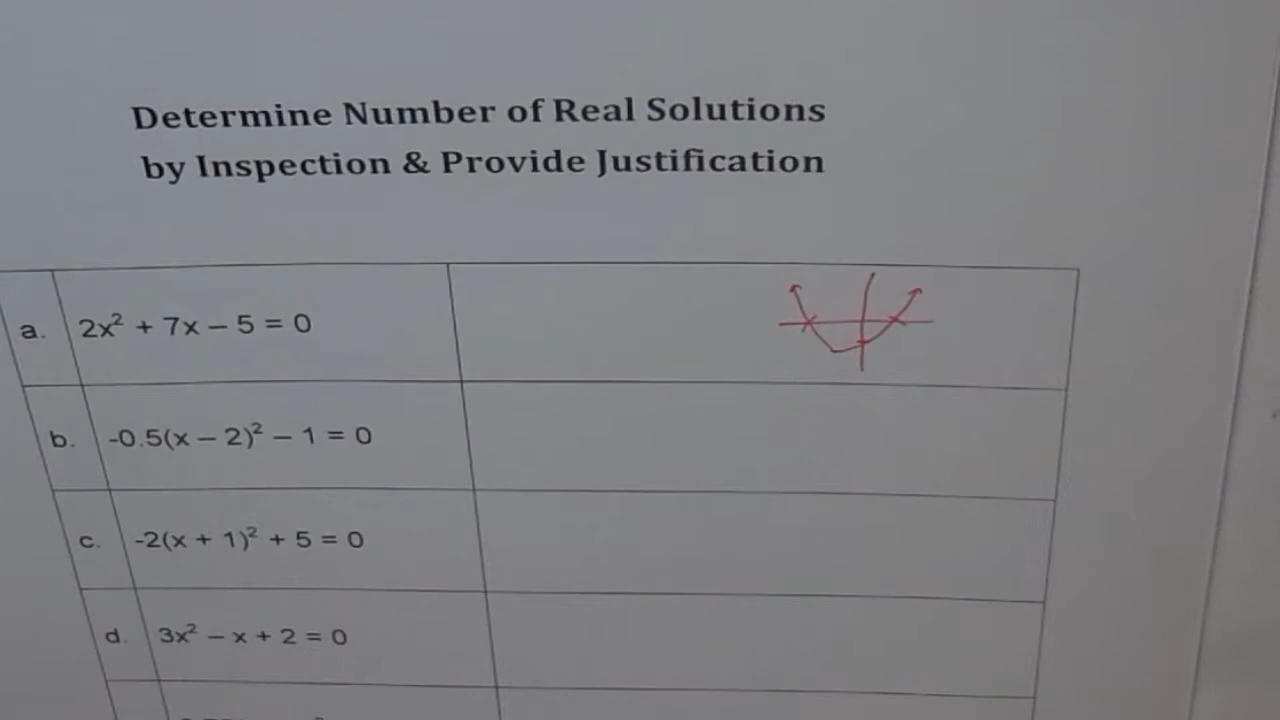 Determine Number of Real Solutions
by Inspection & Provide Justification
a. 2x² + 7x – 5 = 0
b. -0.5(x – 2)² – 1 = 0
c. -2(x + 1)² + 5 = 0
d. 3x² – x + 2 = 0